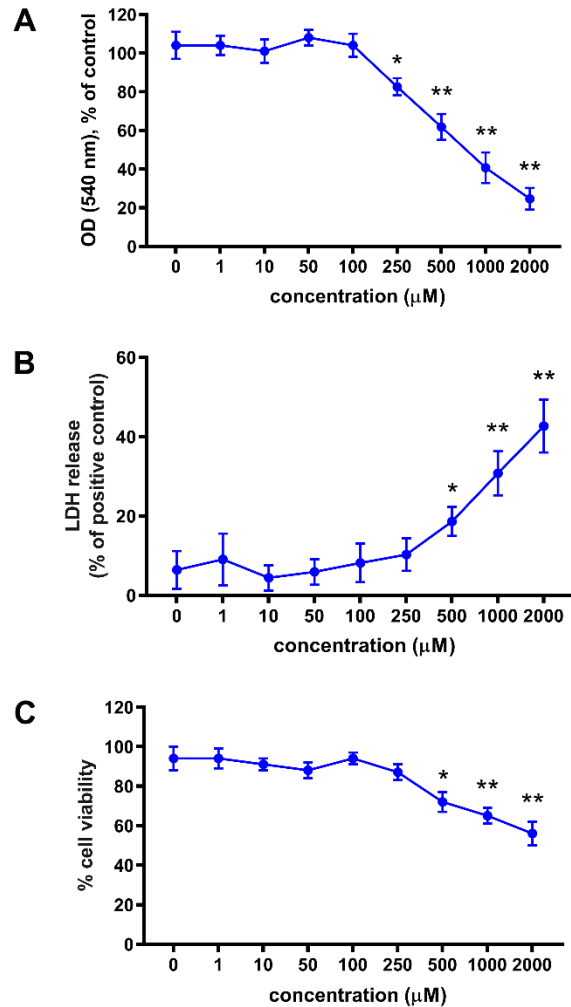 A
OD (540 nm), % of control
120
100
80
60
40
20
0
* ** ** **
0 1 10 50 100 250 500 1000 2000
concentration (μM)
B
LDH release
(% of positive control)
60
40
20
0
* ** **
0 1 10 50 100 250 500 1000 2000
concentration (μM)
C
% cell viability
120
100
80
60
40
20
0
* ** **
0 1 10 50 100 250 500 1000 2000
concentration (μM)